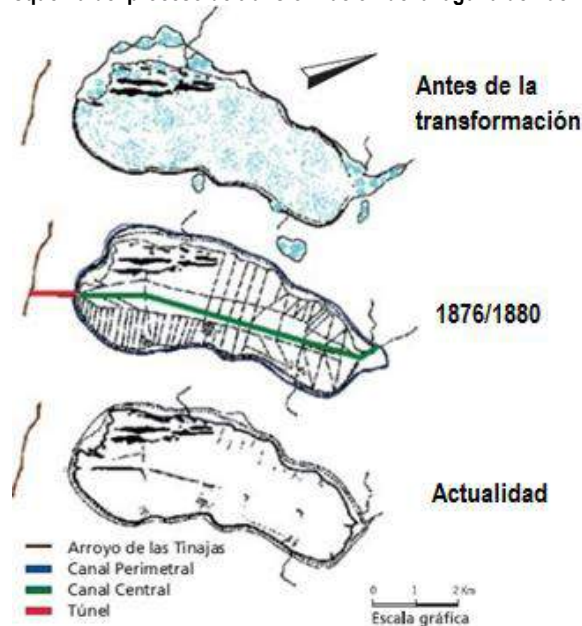 Antes de la
transformación
1876/1880
Actualidad
Arroyo de las Tinajas
Canal Perimetral
Canal Central
Túnel
0 1 2 Km
Escala gráfica